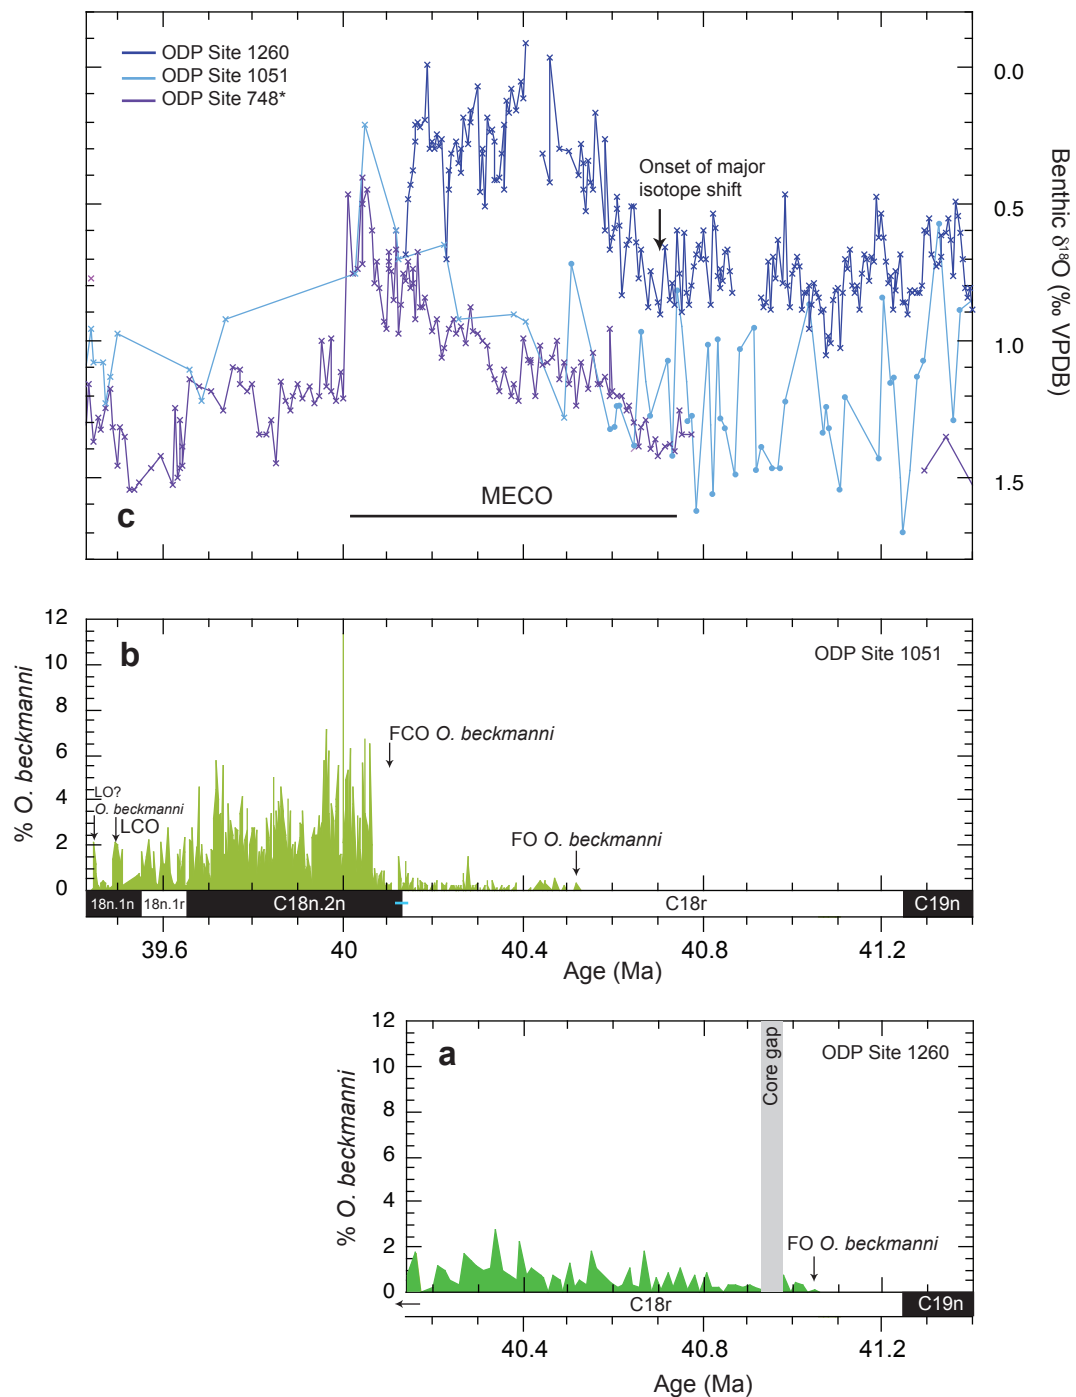 ODP Site 1260
ODP Site 1051
ODP Site 748*
Onset of major
isotope shift
MECO
c
0.0
0.5
1.0
1.5
Benthic δ18O (‰ VPDB)
b
ODP Site 1051
12
10
8
6
4
2
0
% O. beckmanni
FCO O. beckmanni
LO?
O. beckmanni
LCO
FO O. beckmanni
18n.1n
18n.1r
C18n.2n
C18r
C19n
39.6
40
40.4
40.8
41.2
Age (Ma)
a
ODP Site 1260
12
10
8
6
4
2
0
% O. beckmanni
Core gap
FO O. beckmanni
C18r
C19n
40.4
40.8
41.2
Age (Ma)